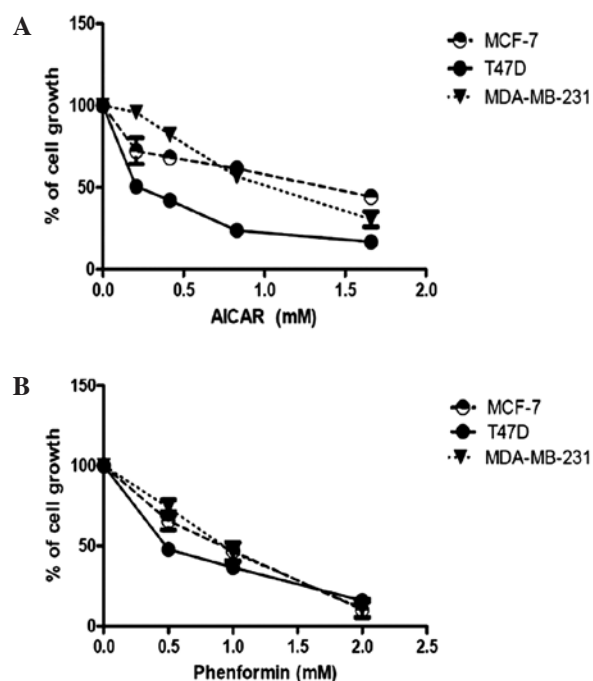 A
% of cell growth
150
100
50
0
0.0
0.5
1.0
1.5
2.0
AICAR (mM)
MCF-7
T47D
MDA-MB-231
B
% of cell growth
150
100
50
0
0.0
0.5
1.0
1.5
2.0
2.5
Phenformin (mM)
MCF-7
T47D
MDA-MB-231